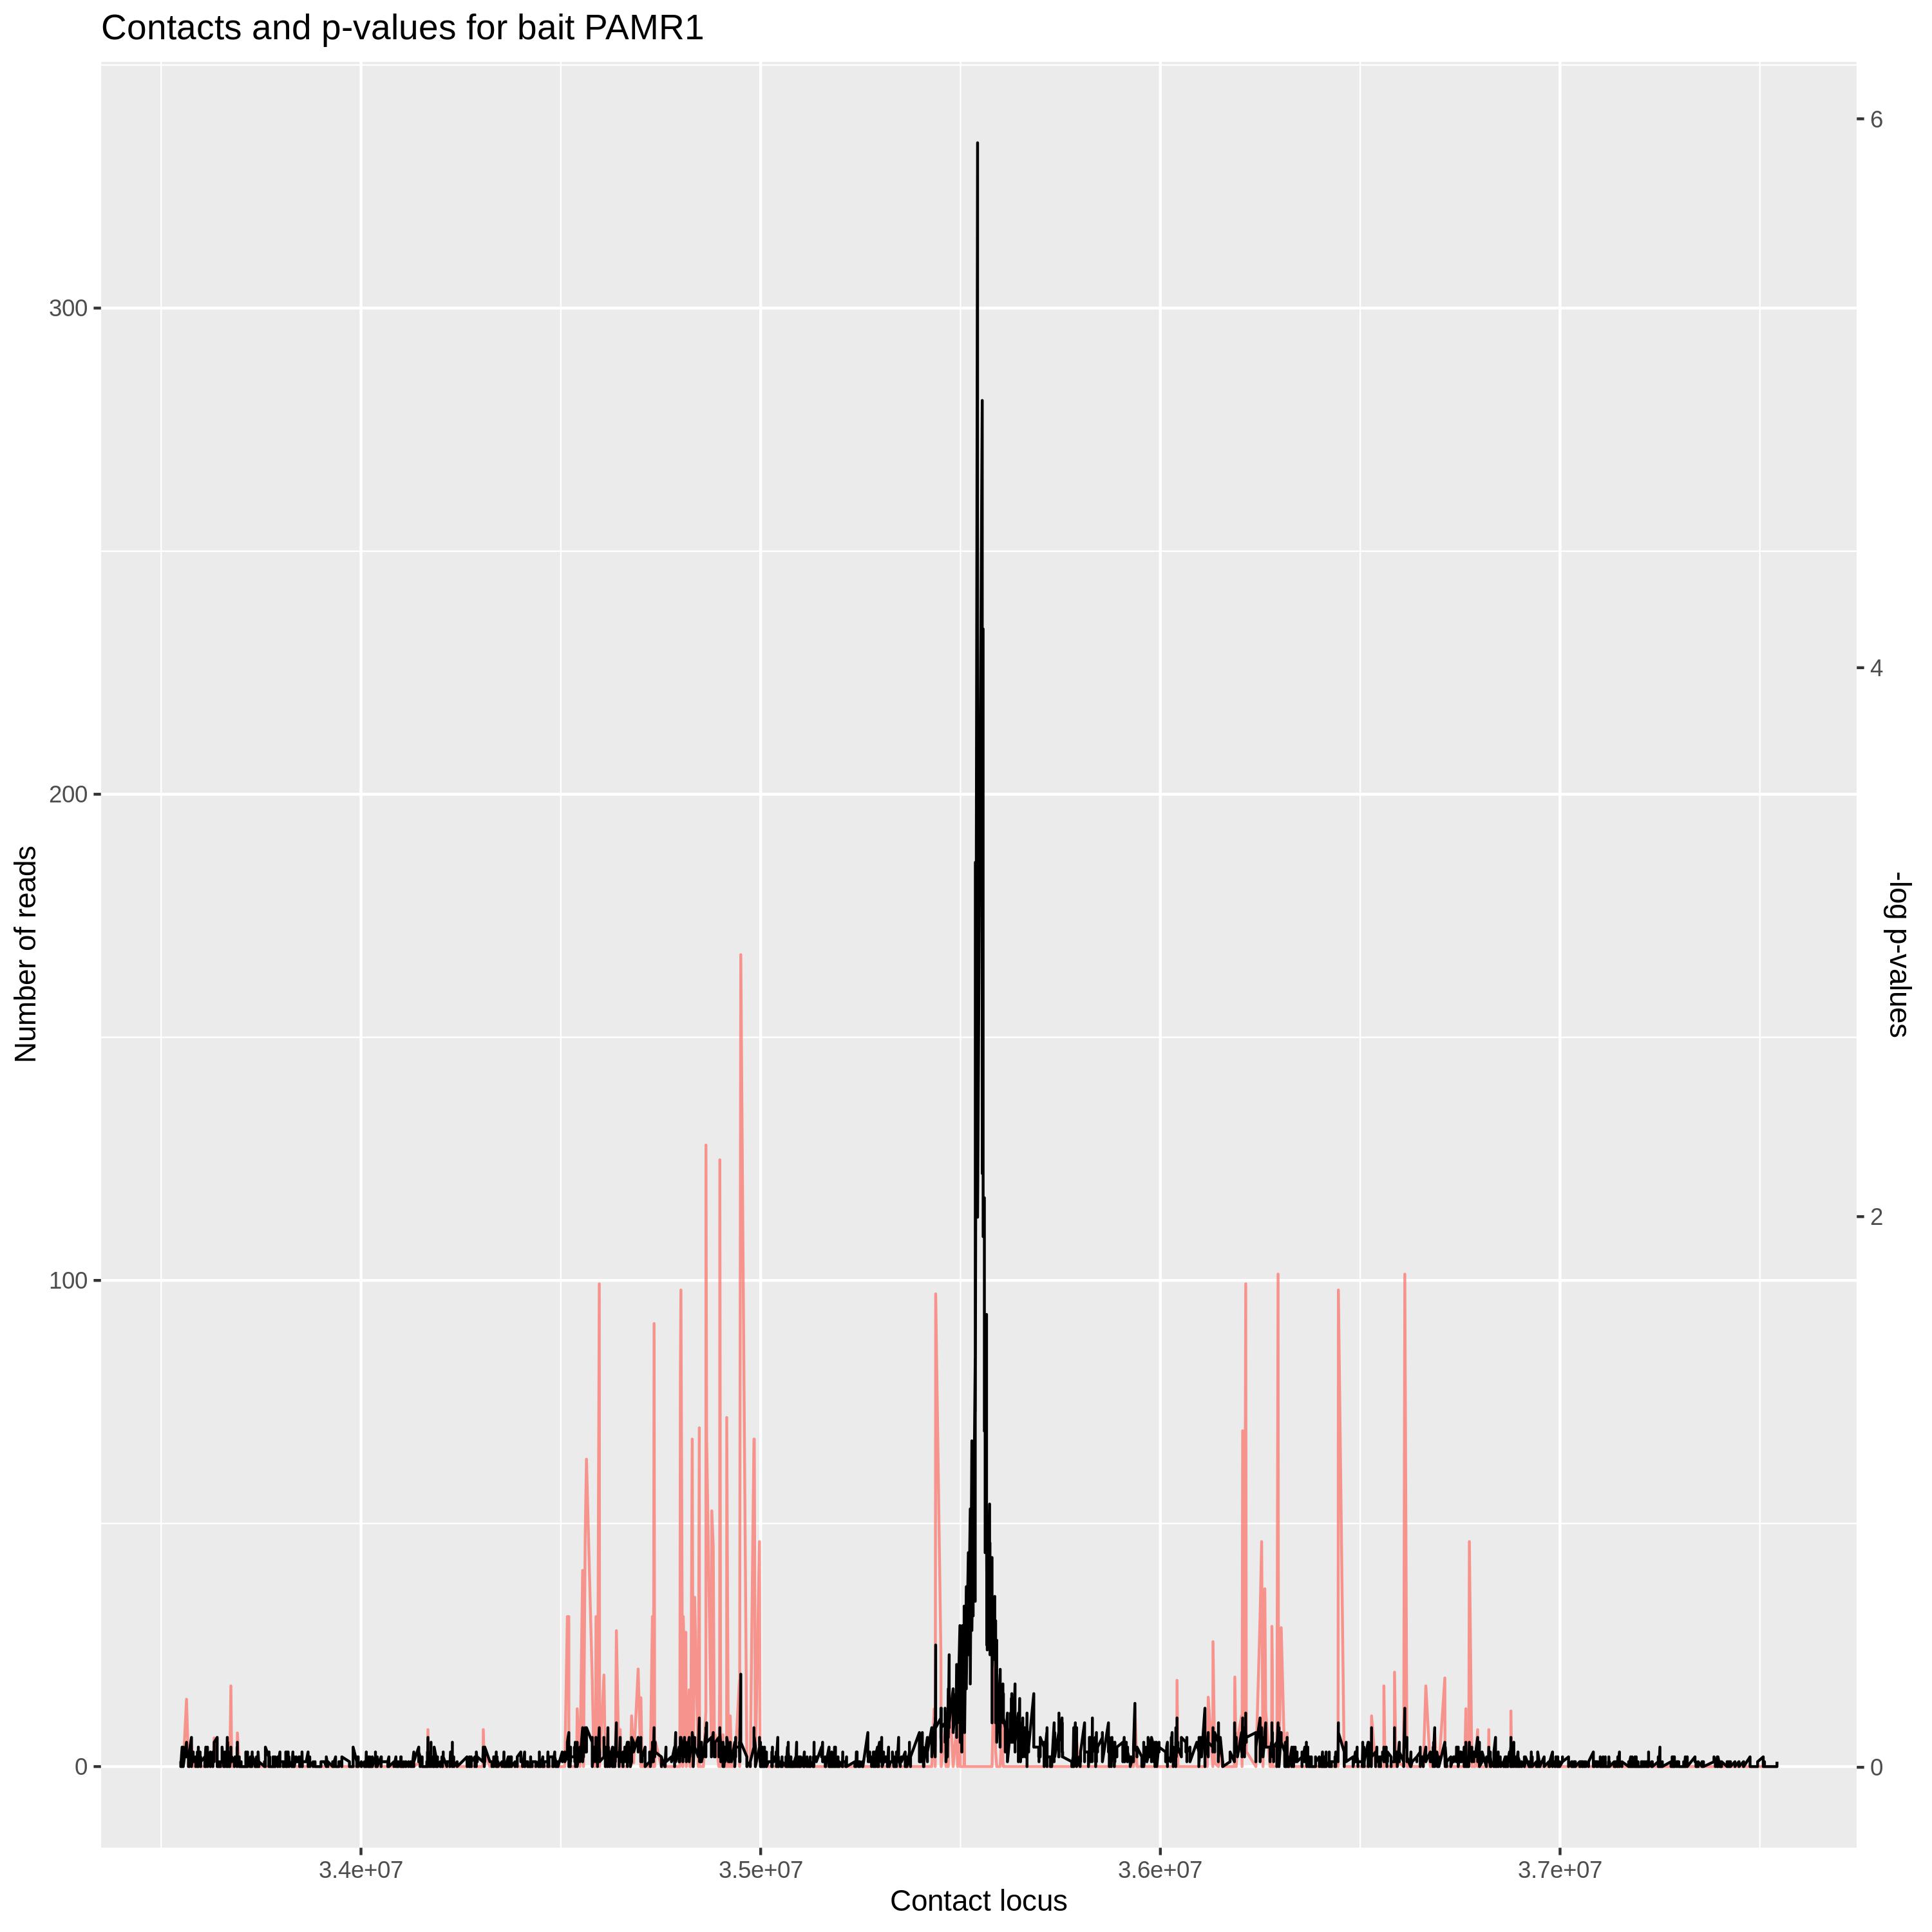 Contacts and p-values for bait PAMR1
6
300
4
200
Number of reads
-log p-values
2
100
0
0
3.4e+07
3.5e+07
3.6e+07
3.7e+07
Contact locus